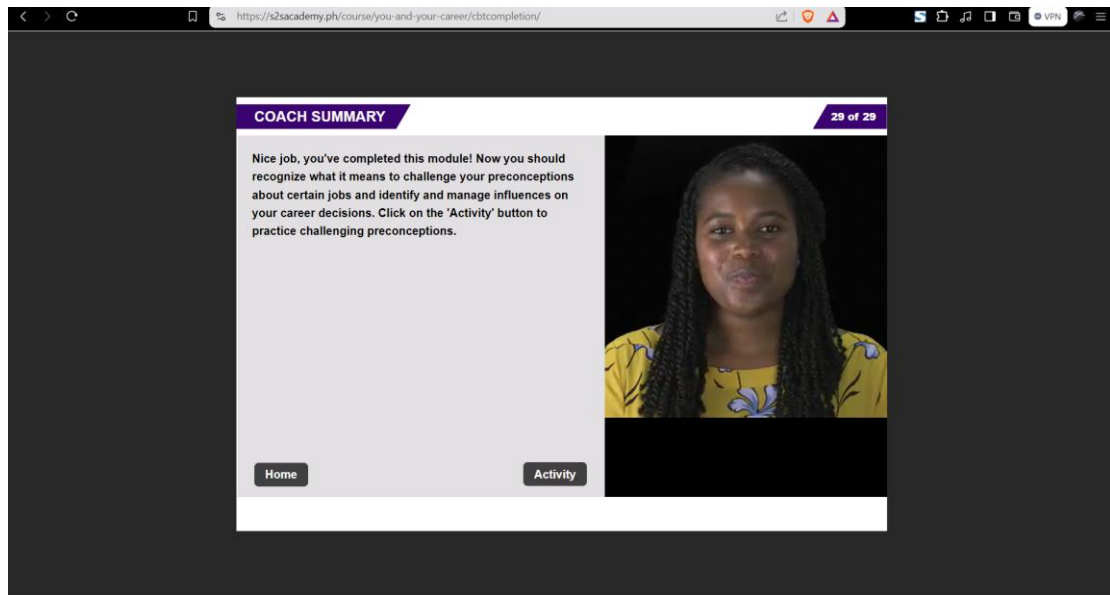 https://s2sacademy.ph/course/you-and-your-career/cbtcompletion/
VPN
COACH SUMMARY
29 of 29
Nice job, you've completed this module! Now you should
recognize what it means to challenge your preconceptions
about certain jobs and identify and manage influences on
your career decisions. Click on the 'Activity' button to
practice challenging preconceptions.
Home
Activity